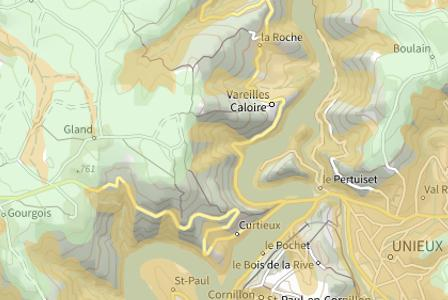 la Roche
Boulain
Vareilles
Caloire
Gland
761
le Pertuiset
Val R
Gourgois
Curtieux
UNIEUX
le Pochet
le Bois de la Rive
St-Paul
Cornillon
St-Paul-en-Cornillon